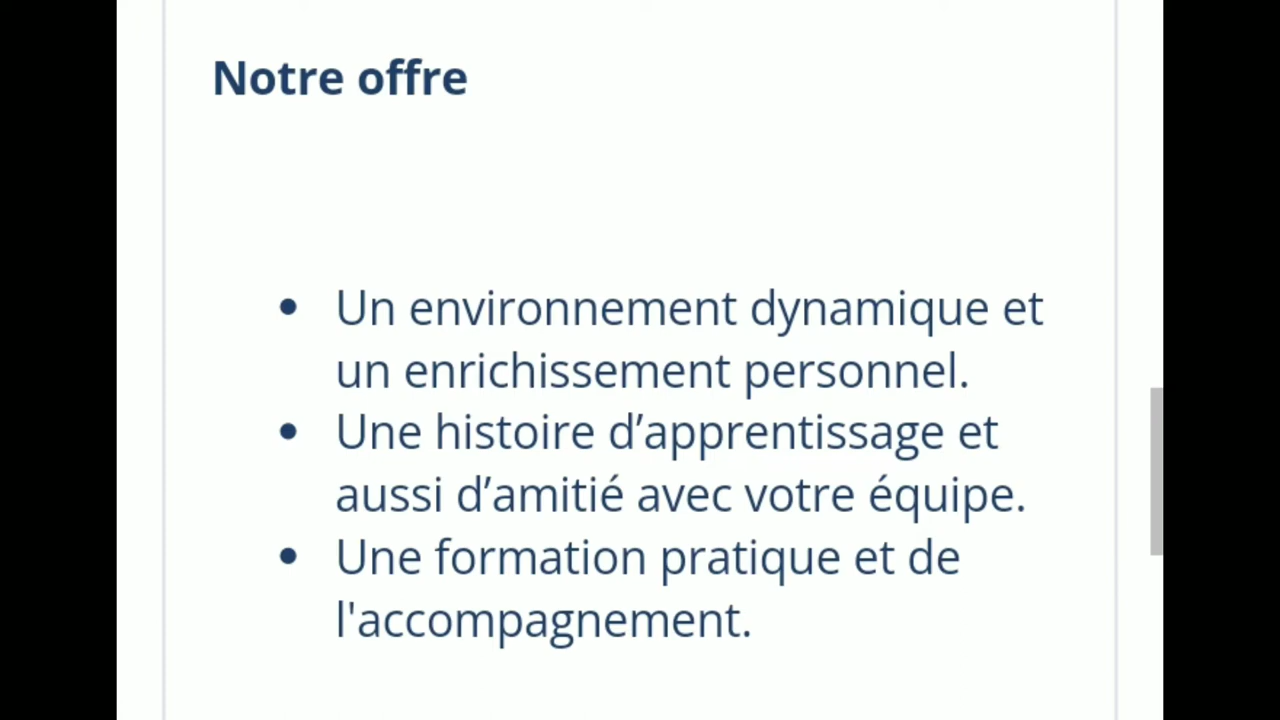 Notre offre
• Un environnement dynamique et
un enrichissement personnel.
• Une histoire d’apprentissage et
aussi d’amitié avec votre équipe.
• Une formation pratique et de
l'accompagnement.